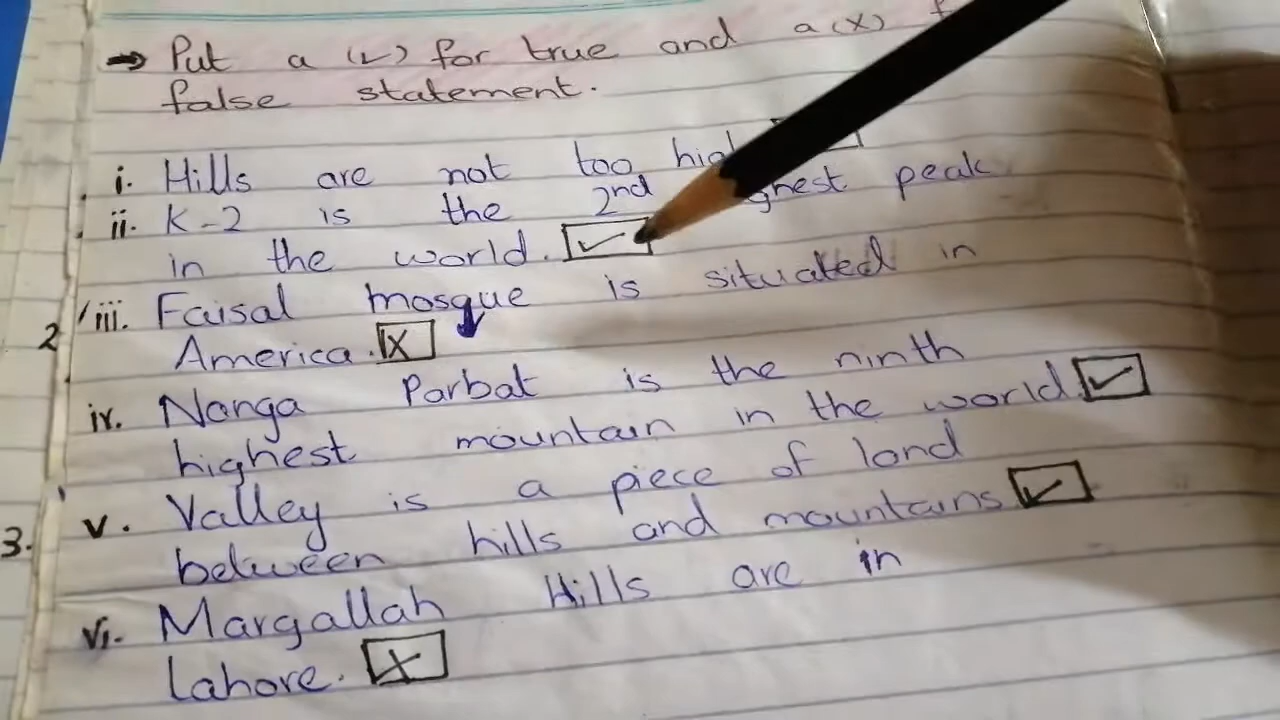 → Put a (✓) for true and a (X)
false statement.
i. Hills are not too
ii. K-2 is the 2nd peak
in the world. ✓
iii. Faisal mosque is situated in
2
America. X
iv. Nanga Parbat is the ninth
highest mountain in the world. ✓
v. Valley is a piece of land
3.
between hills and mountains ✓
vi. Margallah Hills are in
Lahore. X